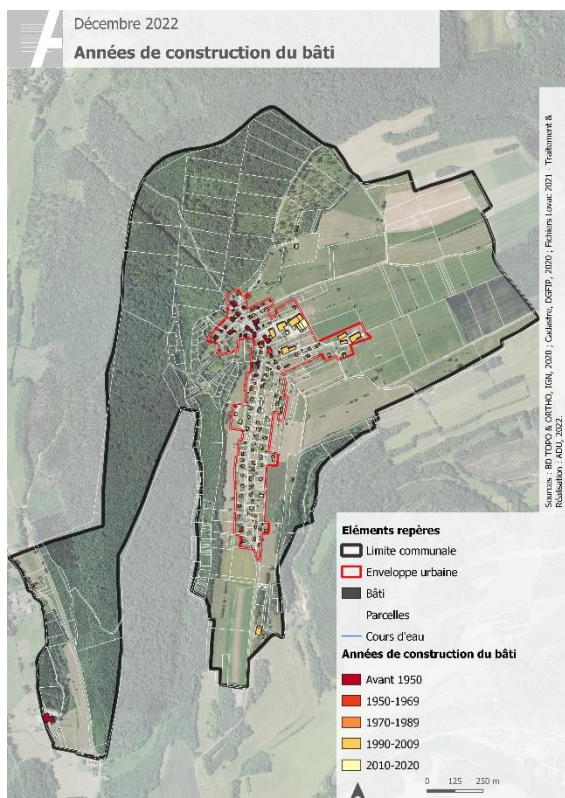 Décembre 2022
Années de construction du bâti
Sources : BD TOPO & ORTHO, IGN, 2020 ; Cadastre, DGFIP, 2020 ; Fichiers Lovac 2021 - Traitement &
Réalisation : ADU, 2022.
Eléments repères
Limite communale
Enveloppe urbaine
Bâti
Parcelles
Cours d'eau
Années de construction du bâti
Avant 1950
1950-1969
1970-1989
1990-2009
2010-2020
0 125 250 m